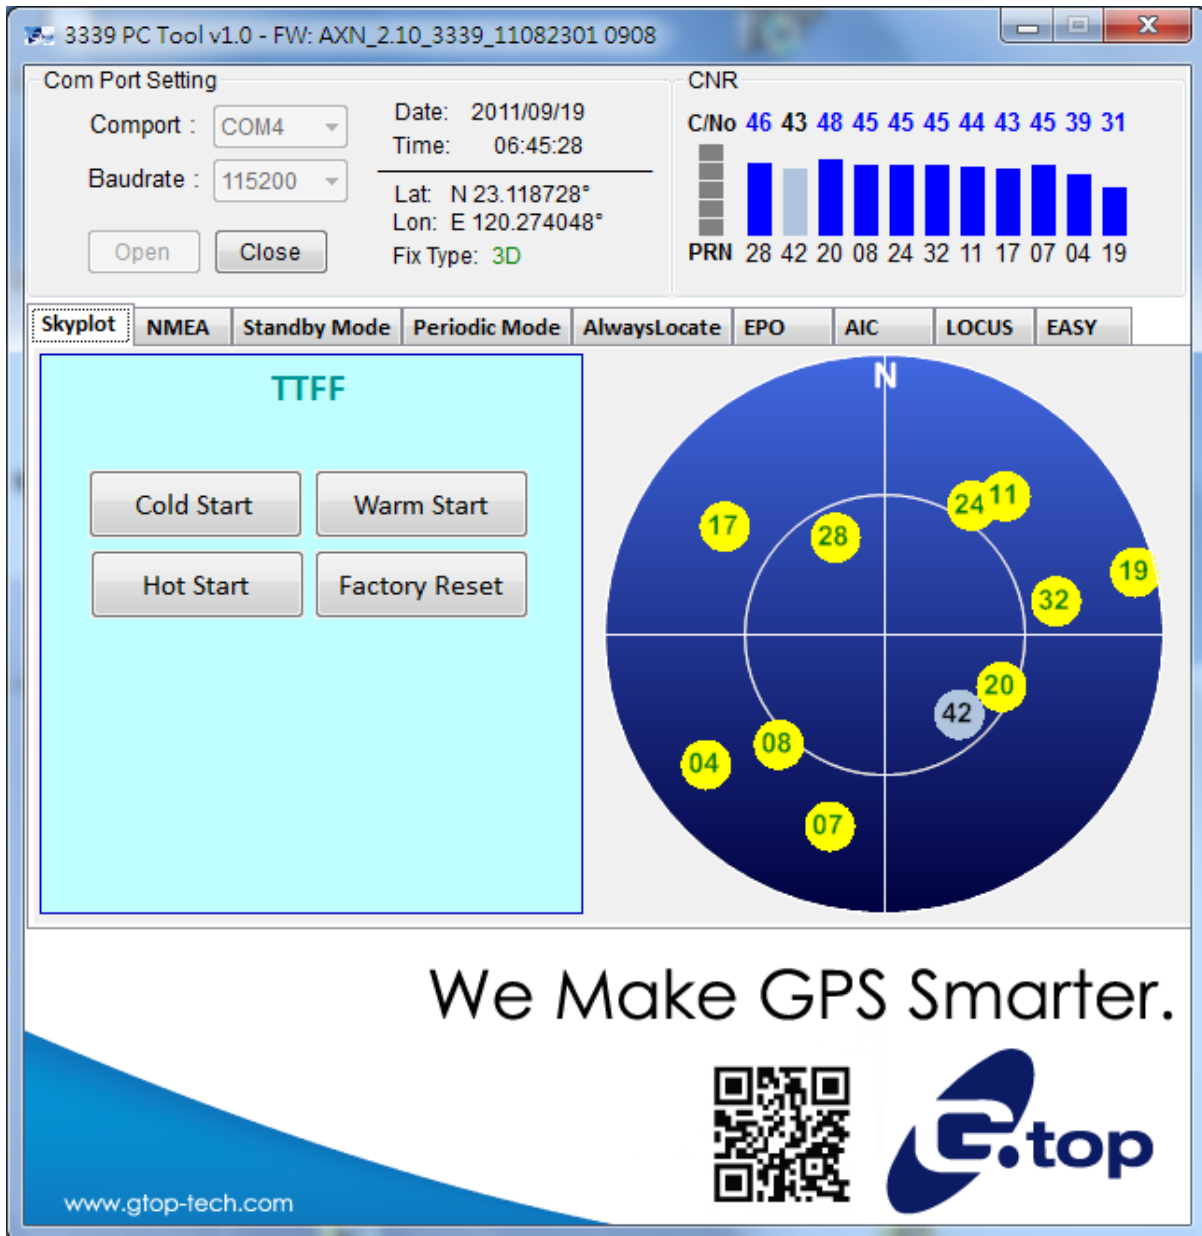 3339 PC Tool v1.0 - FW: AXN_2.10_3339_11082301 0908
Com Port Setting
Comport : COM4
Baudrate : 115200
Open Close
Date: 2011/09/19
Time: 06:45:28
Lat: N 23.118728°
Lon: E 120.274048°
Fix Type: 3D
CNR
C/No 46 43 48 45 45 45 44 43 45 39 31
PRN 28 42 20 08 24 32 11 17 07 04 19
Skyplot NMEA Standby Mode Periodic Mode AlwaysLocate EPO AIC LOCUS EASY
TTFF
Cold Start Warm Start
Hot Start Factory Reset
N
24 11
17 28
19
32
20
42
08
04
07
We Make GPS Smarter.
G.top
www.gtop-tech.com